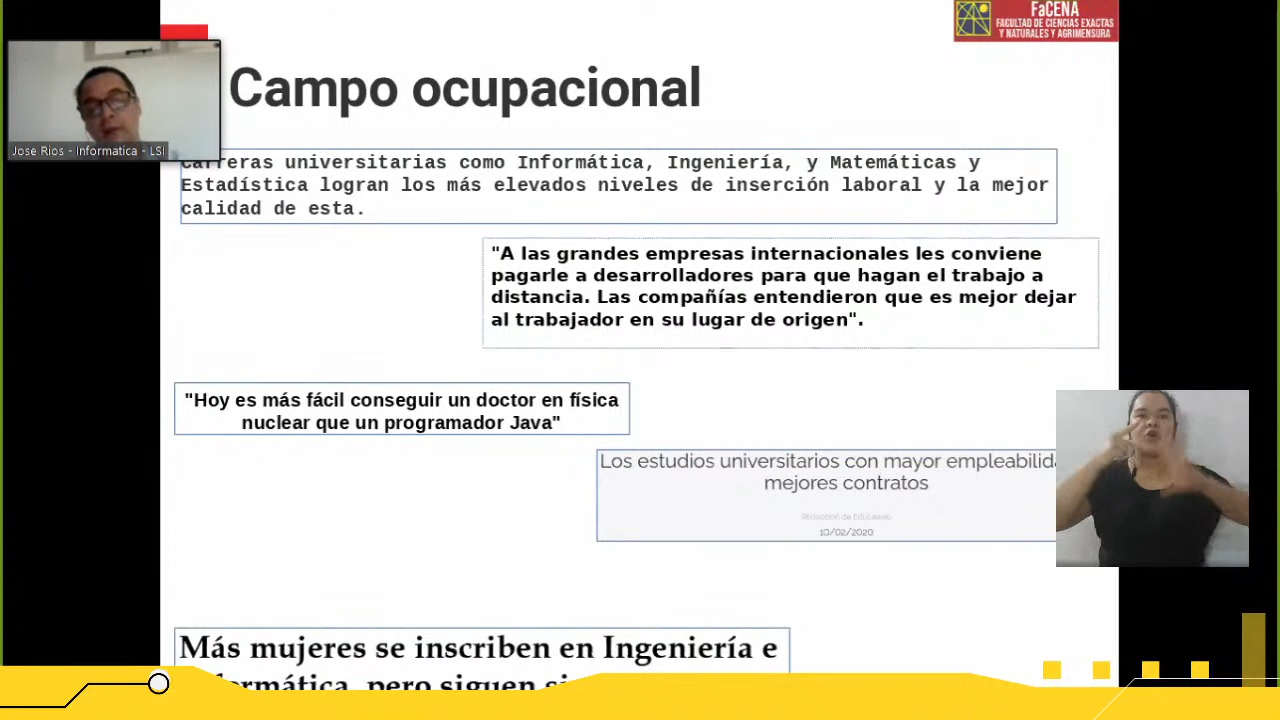 FaCENA
FACULTAD DE CIENCIAS EXACTAS
Y NATURALES Y AGRIMENSURA
Campo ocupacional
Jose Rios - Informatica - LSI
Carreras universitarias como Informática, Ingeniería, y Matemáticas y
Estadística logran los más elevados niveles de inserción laboral y la mejor
calidad de esta.
"A las grandes empresas internacionales les conviene
pagarle a desarrolladores para que hagan el trabajo a
distancia. Las compañías entendieron que es mejor dejar
al trabajador en su lugar de origen".
"Hoy es más fácil conseguir un doctor en física
nuclear que un programador Java"
Los estudios universitarios con mayor
mejores contratos
10/02/2020
Más mujeres se inscriben en Ingeniería e
pero siguen